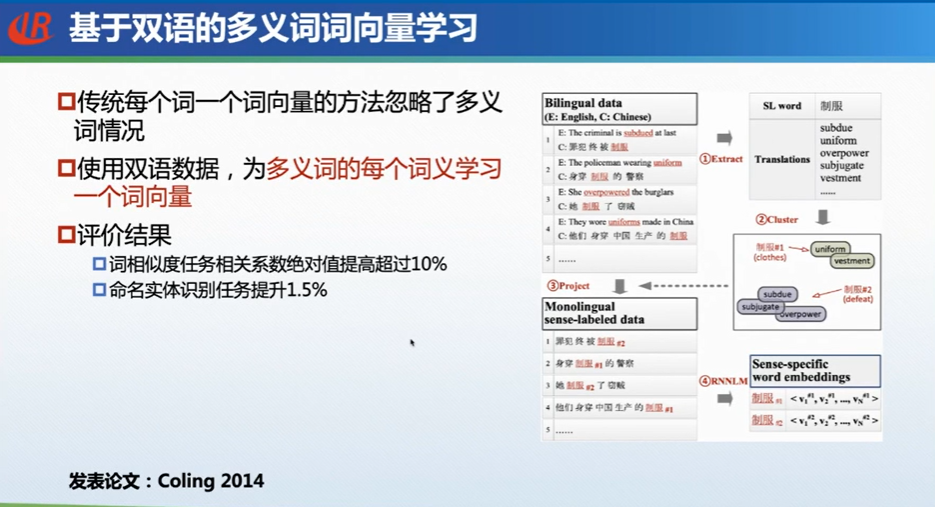 基于双语的多义词词向量学习
传统每个词一个词向量的方法忽略了多义
词情况
使用双语数据，为多义词的每个词义学习
一个词向量
评价结果
词相似度任务相关系数绝对值提高超过10%
命名实体识别任务提升1.5%
发表论文：Coling 2014
Bilingual data
(E: English, C: Chinese)
1 E: The criminal is subdued at last
C: 罪犯 终 被 制服
2 E: The policeman wearing uniform
C: 身穿 制服 的 警察
3 E: She overpowered the burglars
C: 她 制服 了 窃贼
4 E: They wore uniforms made in China
C: 他们 身穿 中国 生产 的 制服
5 ......
①Extract
SL word 制服
Translations
subdue
uniform
overpower
subjugate
vestment
......
②Cluster
制服#1
(clothes)
uniform
vestment
subdue
subjugate
overpower
制服#2
(defeat)
③Project
Monolingual
sense-labeled data
1 罪犯 终 被 制服 #2
2 身穿 制服 #1 的 警察
3 她 制服 #2 了 窃贼
4 他们 身穿 中国 生产 的 制服 #1
5 ......
④RNNLM
Sense-specific
word embeddings
制服 #1 < v₁#1, v₂#1, ..., vN#1 >
制服 #2 < v₁#2, v₂#2, ..., vN#2 >